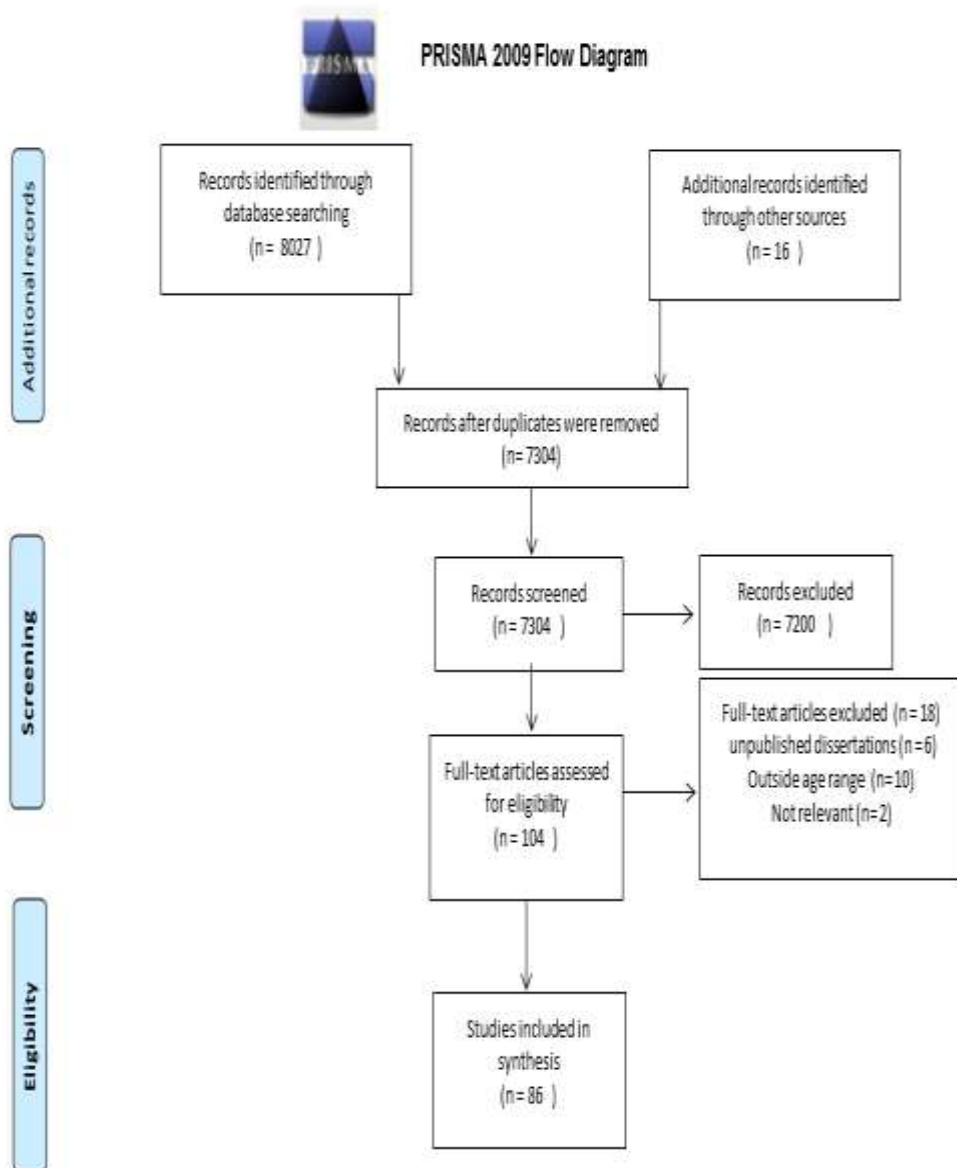 PRISMA
PRISMA 2009 Flow Diagram
Additional records
Records identified through
database searching
(n = 8027 )
Additional records identified
through other sources
(n = 16 )
Records after duplicates were removed
(n= 7304)
Screening
Records screened
(n = 7304 )
Records excluded
(n = 7200 )
Full-text articles assessed
for eligibility
(n = 104 )
Full-text articles excluded (n = 18)
unpublished dissertations (n = 6)
Outside age range (n=10)
Not relevant (n= 2)
Eligibility
Studies included in
synthesis
(n = 86 )